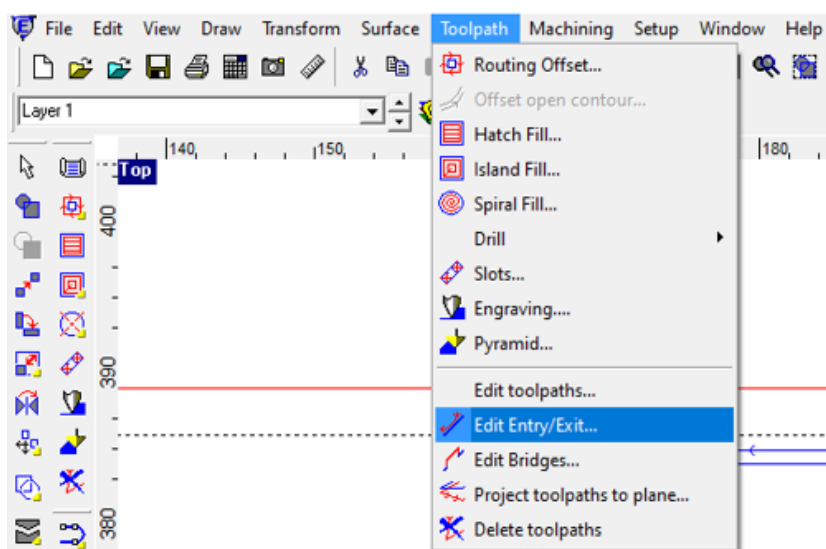 File Edit View Draw Transform Surface Toolpath Machining Setup Window Help
Layer 1
140 150 180
Top
400
390
380
Routing Offset...
Offset open contour...
Hatch Fill...
Island Fill...
Spiral Fill...
Drill
Slots...
Engraving....
Pyramid...
Edit toolpaths...
Edit Entry/Exit...
Edit Bridges...
Project toolpaths to plane...
Delete toolpaths